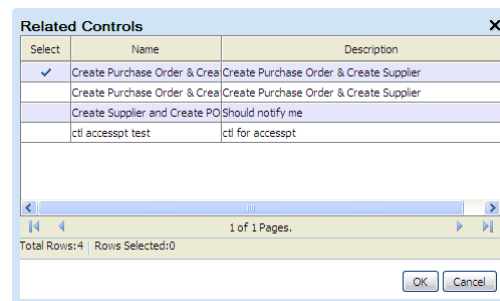 Related Controls
Select Name Description
Create Purchase Order & Crea Create Purchase Order & Create Supplier
Create Purchase Order & Crea Create Purchase Order & Create Supplier
Create Supplier and Create PO Should notify me
ctl accesspt test ctl for accesspt
1 of 1 Pages.
Total Rows:4 Rows Selected:0
OK Cancel